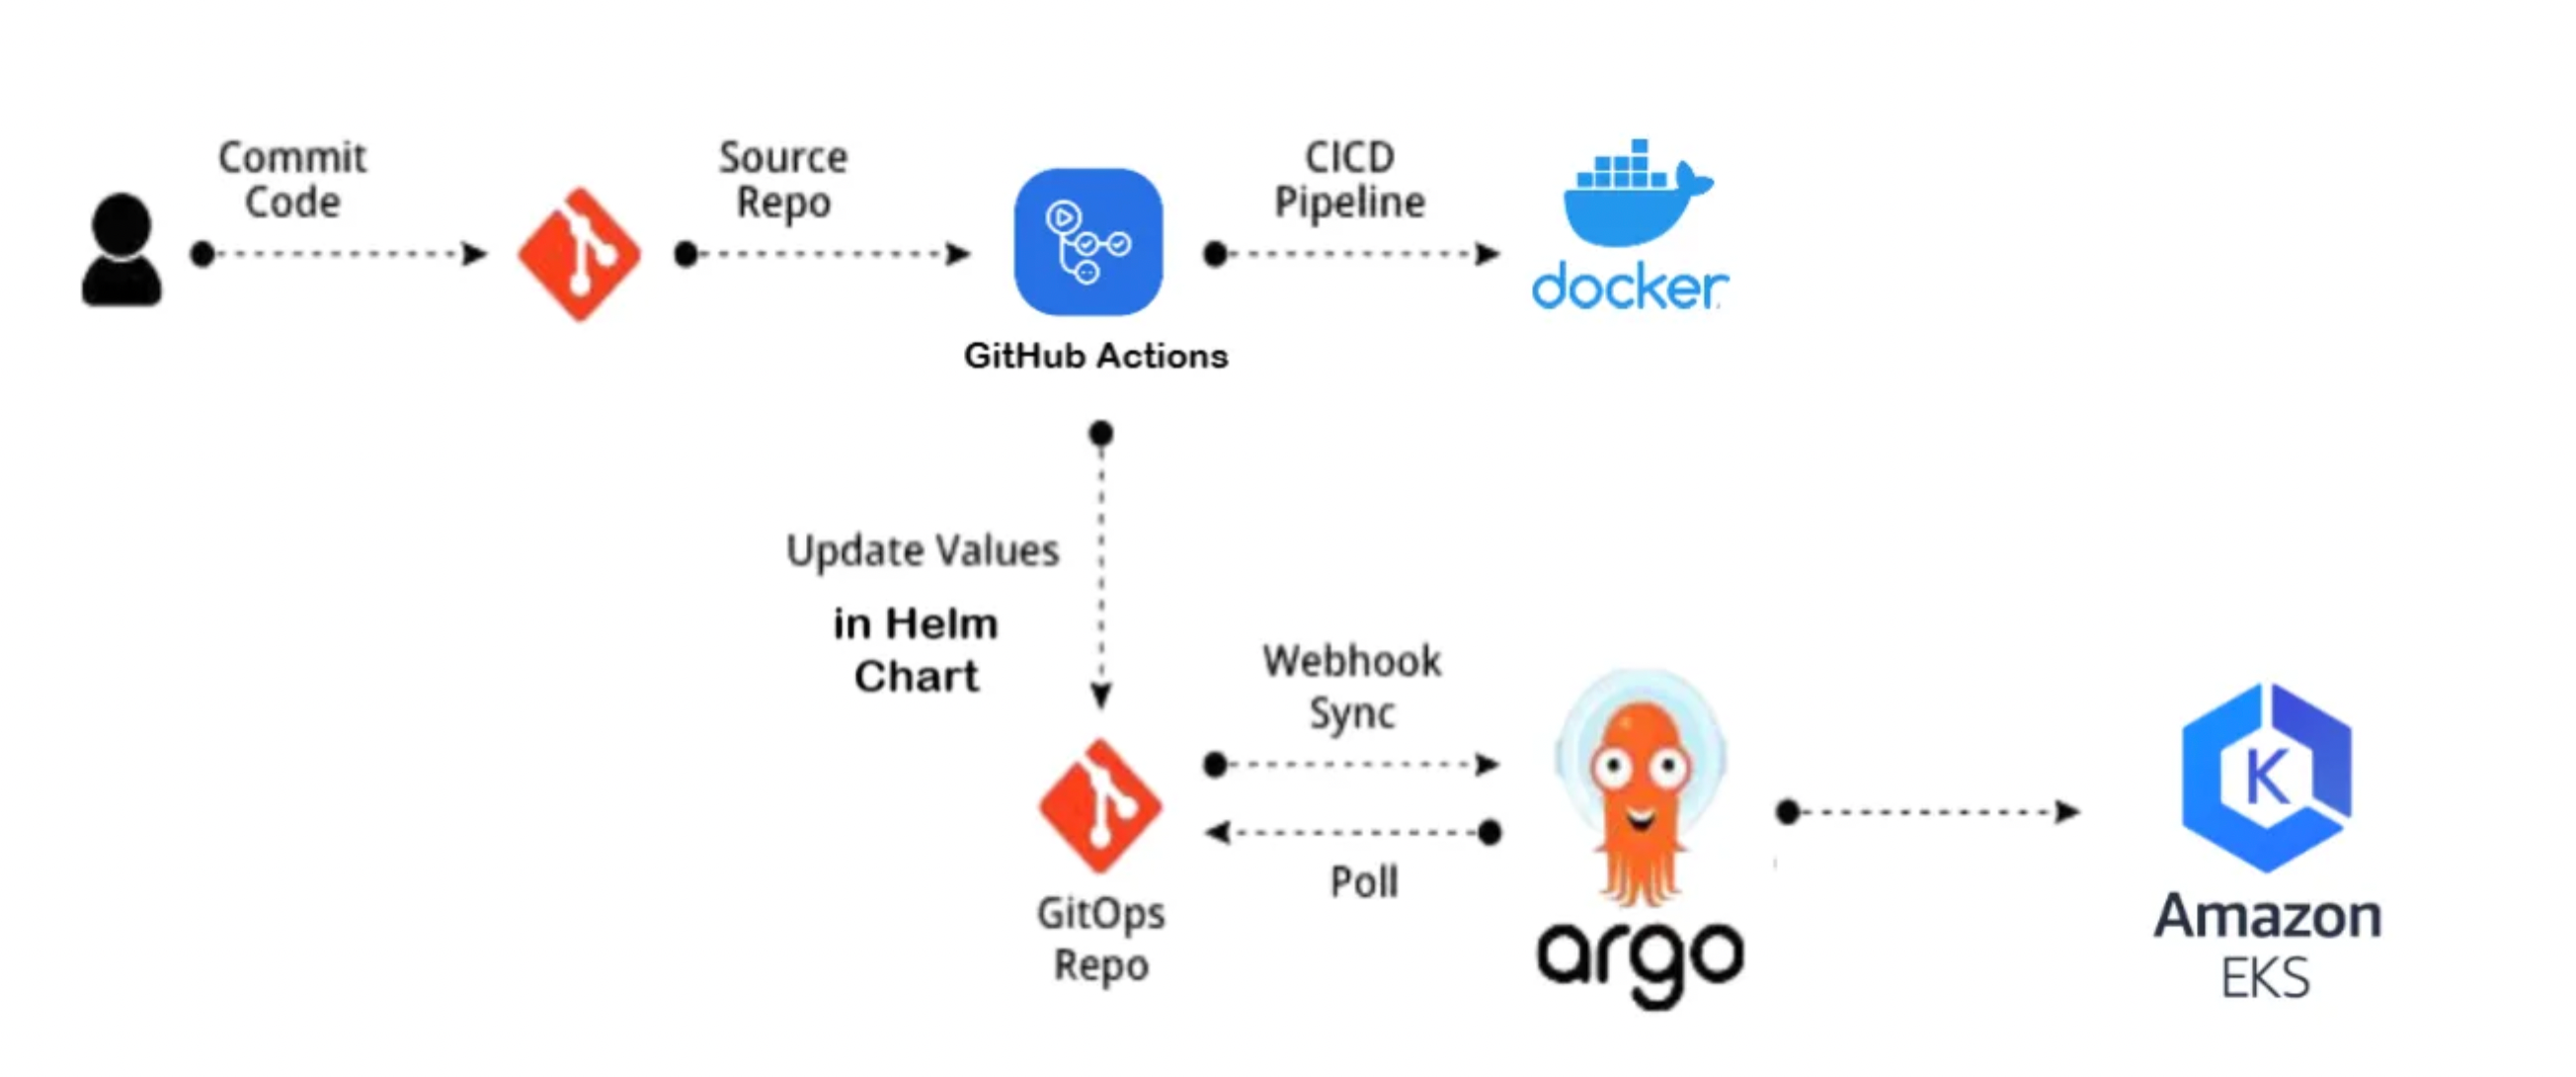 Commit
Code
Source
Repo
CICD
Pipeline
docker
GitHub Actions
Update Values
in Helm
Chart
Webhook
Sync
Poll
GitOps
Repo
argo
K
Amazon
EKS